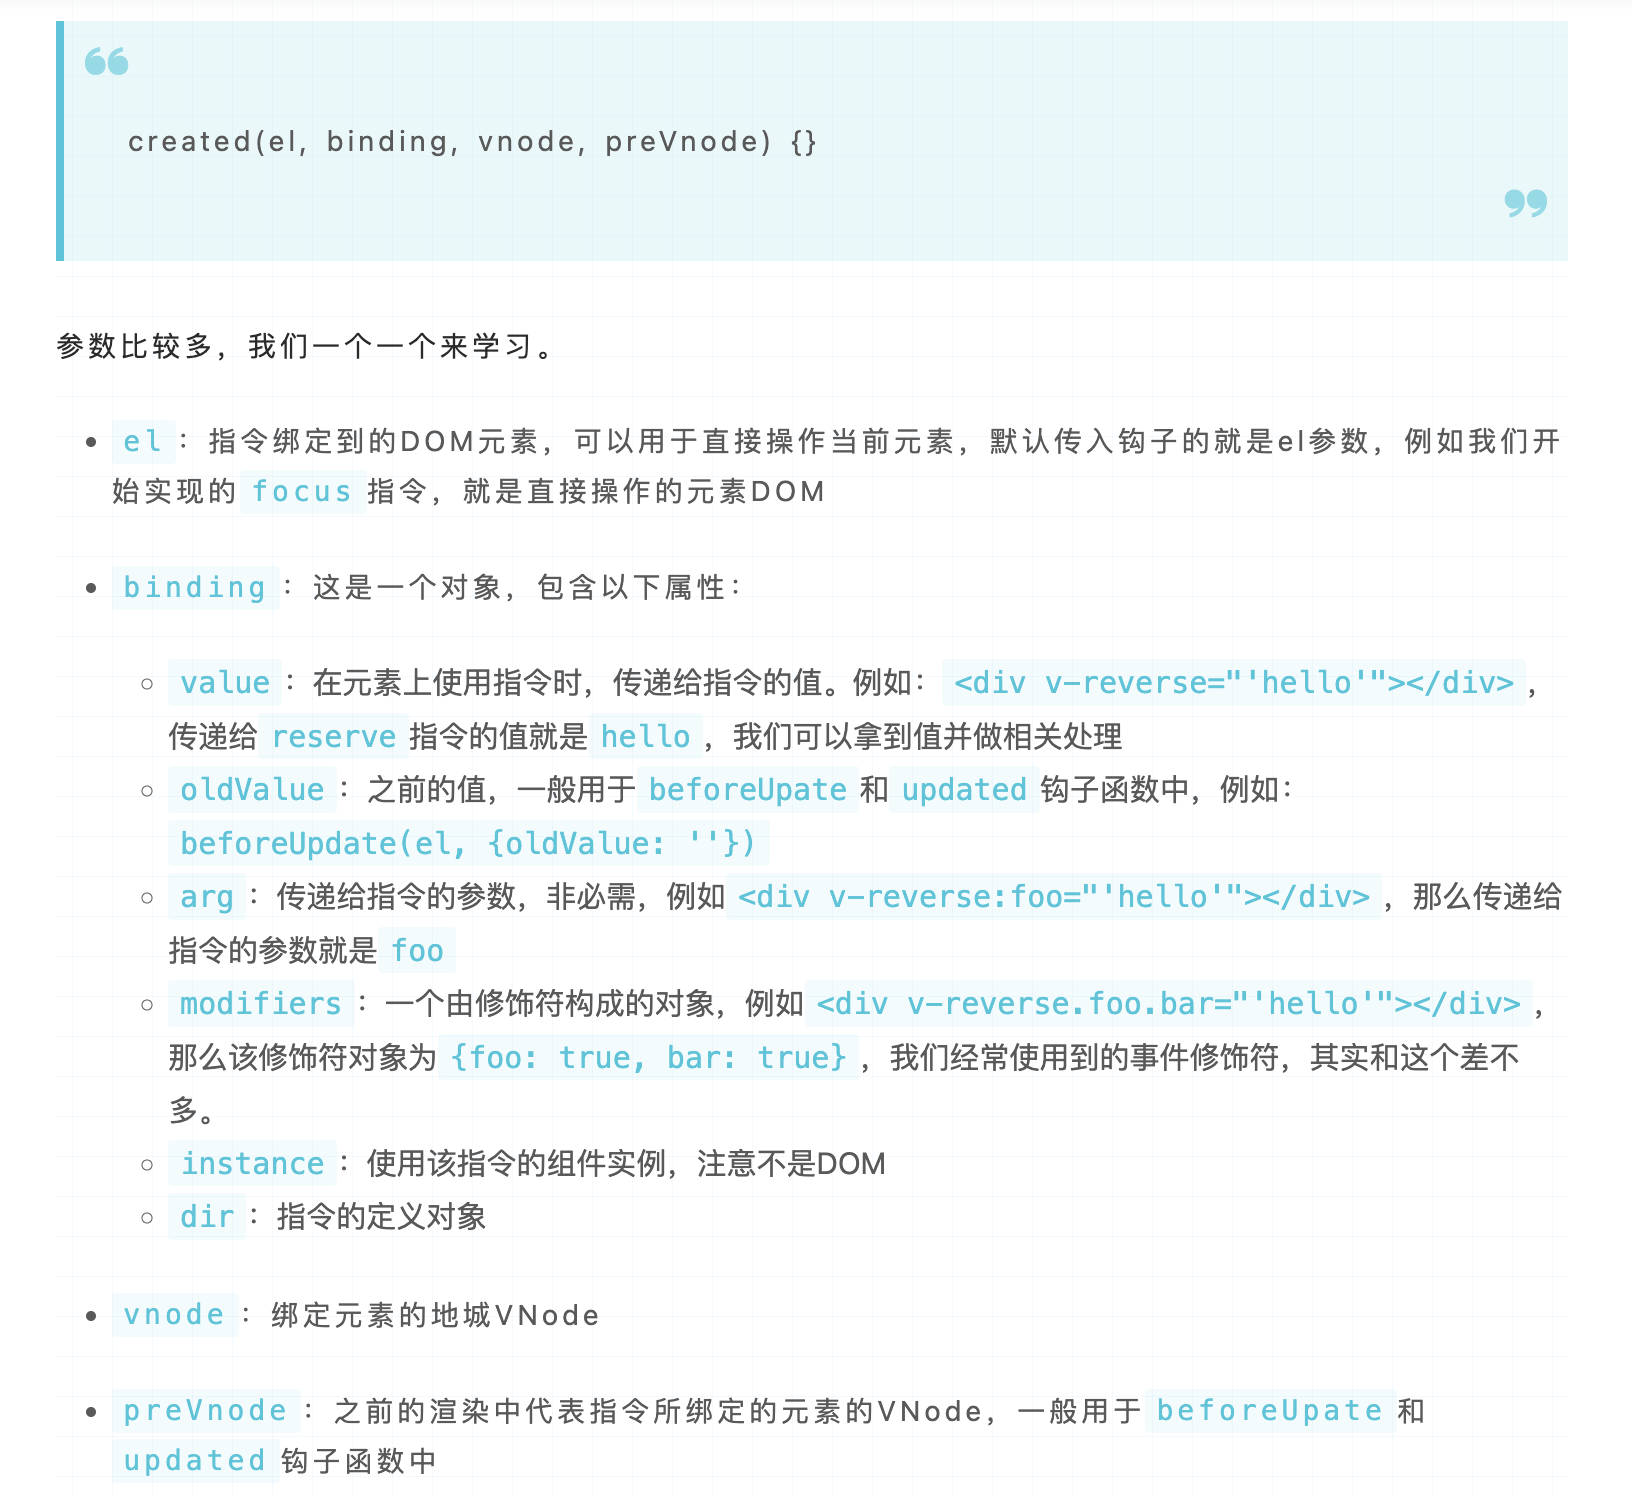 created(el, binding, vnode, preVnode) {}
参数比较多，我们一个一个来学习。
el：指令绑定到的DOM元素，可以用于直接操作当前元素，默认传入钩子的就是el参数，例如我们开
始实现的 focus 指令，就是直接操作的元素DOM
binding：这是一个对象，包含以下属性：
value：在元素上使用指令时，传递给指令的值。例如：<div v-reverse="'hello'"></div>，
传递给 reserve 指令的值就是 hello，我们可以拿到值并做相关处理
oldValue：之前的值，一般用于 beforeUpate 和 updated 钩子函数中，例如：
beforeUpdate(el, {oldValue: ''})
arg：传递给指令的参数，非必需，例如 <div v-reverse:foo="'hello'"></div>，那么传递给
指令的参数就是 foo
modifiers：一个由修饰符构成的对象，例如 <div v-reverse.foo.bar="'hello'"></div>，
那么该修饰符对象为 {foo: true, bar: true}，我们经常使用到的事件修饰符，其实和这个差不
多。
instance：使用该指令的组件实例，注意不是DOM
dir：指令的定义对象
vnode：绑定元素的地城VNode
preVnode：之前的渲染中代表指令所绑定的元素的VNode，一般用于 beforeUpate 和
updated 钩子函数中